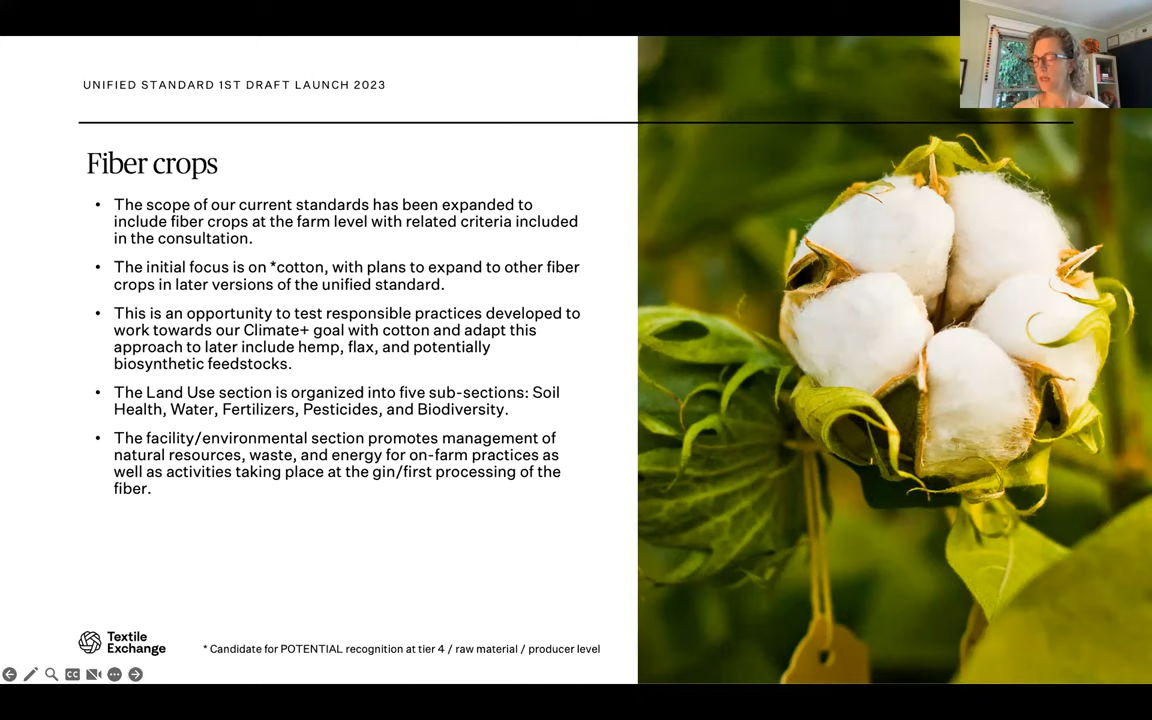 UNIFIED STANDARD 1ST DRAFT LAUNCH 2023
Fiber crops
• The scope of our current standards has been expanded to
include fiber crops at the farm level with related criteria included
in the consultation.
• The initial focus is on *cotton, with plans to expand to other fiber
crops in later versions of the unified standard.
• This is an opportunity to test responsible practices developed to
work towards our Climate+ goal with cotton and adapt this
approach to later include hemp, flax, and potentially
biosynthetic feedstocks.
• The Land Use section is organized into five sub-sections: Soil
Health, Water, Fertilizers, Pesticides, and Biodiversity.
• The facility/environmental section promotes management of
natural resources, waste, and energy for on-farm practices as
well as activities taking place at the gin/first processing of the
fiber.
Textile
Exchange
* Candidate for POTENTIAL recognition at tier 4 / raw material / producer level
CC